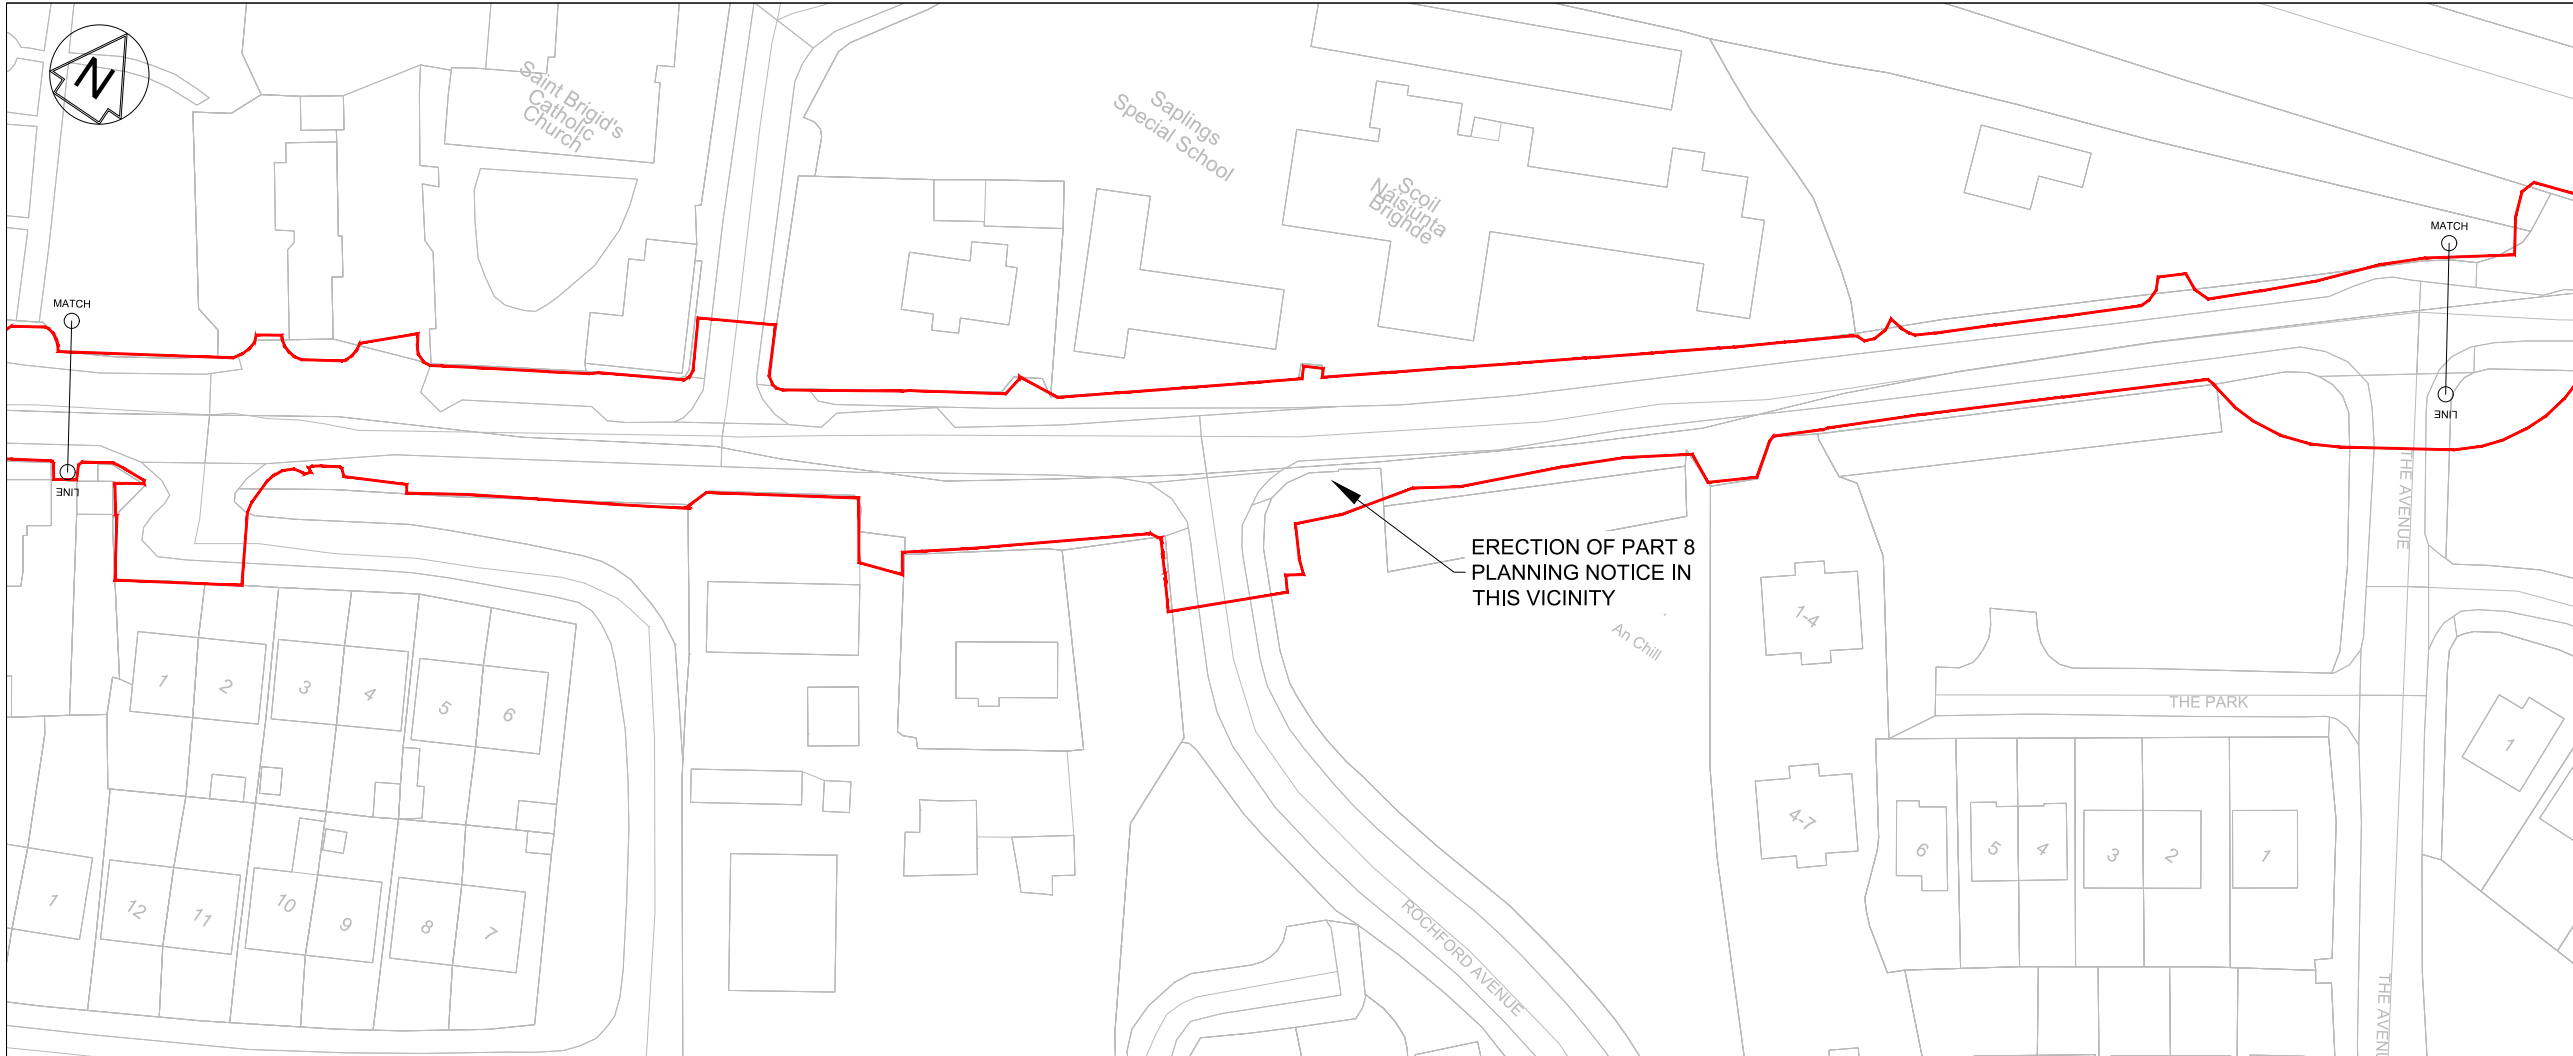 N
Saint Brigid's
Catholic
Church
Saplings
Special School
Scoil
Náisiúnta
Brighde
MATCH
LINE
MATCH
LINE
ERECTION OF PART 8
PLANNING NOTICE IN
THIS VICINITY
An Chill
1-4
4-7
THE AVENUE
THE PARK
THE AVENU
ROCHFORD AVENUE
1
2
3
4
5
6
1
12
11
10
9
8
7
6
5
4
3
2
1
1